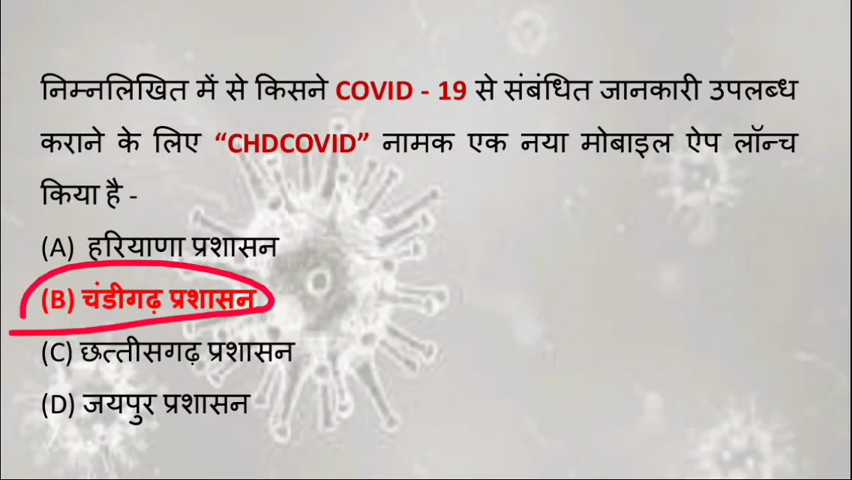 निम्नलिखित में से किसने COVID - 19 से संबंधित जानकारी उपलब्ध
कराने के लिए “CHDCOVID” नामक एक नया मोबाइल ऐप लॉन्च
किया है -
(A) हरियाणा प्रशासन
(B) चंडीगढ़ प्रशासन
(C) छत्तीसगढ़ प्रशासन
(D) जयपुर प्रशासन